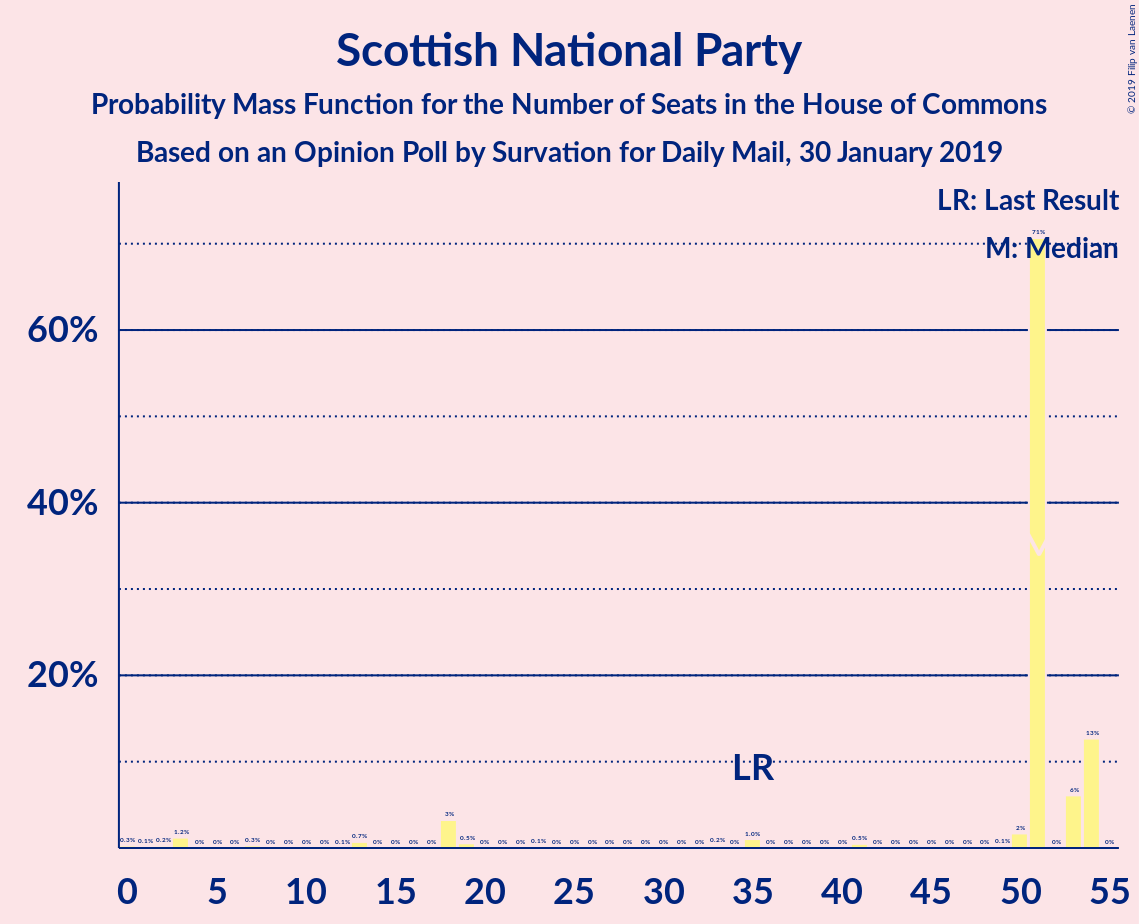 Scottish National Party
Probability Mass Function for the Number of Seats in the House of Commons
Based on an Opinion Poll by Survation for Daily Mail, 30 January 2019
© 2019 Filip van Laenen
LR: Last Result
M: Median
71%
60%
40%
20%
LR
13%
6%
3%
2%
0.3% 0.1% 0.2% 1.2% 0% 0% 0% 0.3% 0% 0% 0% 0% 0.1% 0.7% 0% 0% 0% 0% 0.5% 0% 0% 0% 0.1% 0% 0% 0% 0% 0% 0% 0% 0% 0% 0.2% 0% 1.0% 0% 0% 0% 0% 0% 0.5% 0% 0% 0% 0% 0% 0% 0% 0.1% 0% 0%
0 5 10 15 20 25 30 35 40 45 50 55